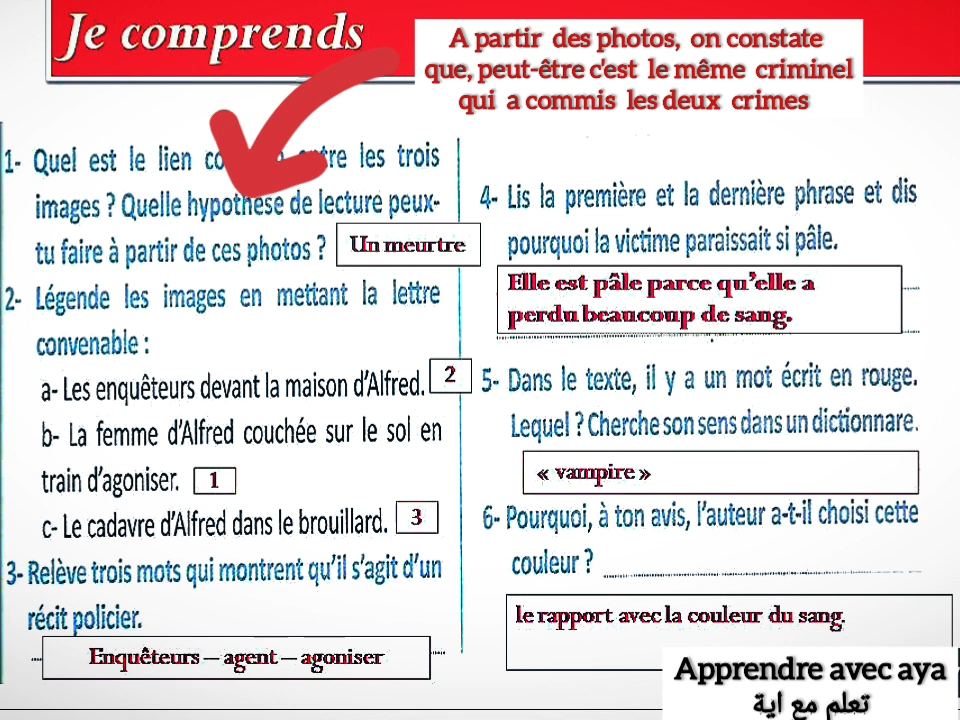 Je comprends
A partir des photos, on constate
que, peut-être c'est le même criminel
qui a commis les deux crimes
1- Quel est le lien entre les trois
images ? Quelle hypothèse de lecture peux-
tu faire à partir de ces photos ?
Un meurtre
2- Légende les images en mettant la lettre
convenable :
a- Les enquêteurs devant la maison d'Alfred.
2
b- La femme d'Alfred couchée sur le sol en
train d'agoniser.
1
c- Le cadavre d'Alfred dans le brouillard.
3
3- Relève trois mots qui montrent qu'il s'agit d'un
récit policier.
Enquêteurs – agent – agoniser
4- Lis la première et la dernière phrase et dis
pourquoi la victime paraissait si pâle.
Elle est pâle parce qu'elle a
perdu beaucoup de sang.
5- Dans le texte, il y a un mot écrit en rouge.
Lequel ? Cherche son sens dans un dictionnare.
« vampire »
6- Pourquoi, à ton avis, l'auteur a-t-il choisi cette
couleur ?
le rapport avec la couleur du sang.
Apprendre avec aya
تعلم مع اية